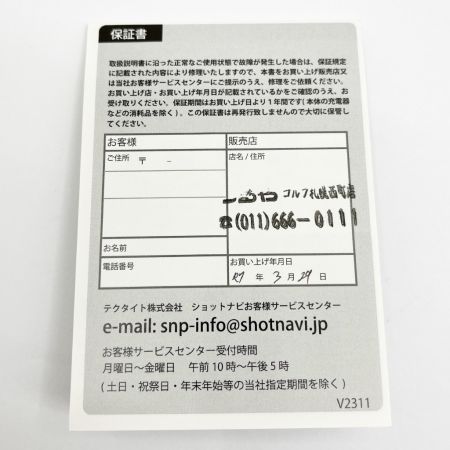 保証書
取扱説明書に沿った正常なご使用状態で故障が発生した場合は、保証規定
に記載された内容により修理いたしますので、本書をお買い上げ販売店又
は当社お客様サービスセンターにご提示のうえ、修理をご依頼ください。
お買い上げ店・お買い上げ年月日が記載されているかをご確認のうえ、お
受け取りください。保証期間はお買い上げ日より1年間です(本体の充電器
などの消耗品を除く)。この保証書は再発行致しませんので大切に保管し
てください。
お客様
販売店
ご住所 〒 −
店名/住所
つるや ゴルフ札幌西町店
☎(011)666-0111
お名前
電話番号
お買い上げ年月日
R7 年 3 月 29 日
テクタイト株式会社 ショットナビお客様サービスセンター
e-mail: snp-info@shotnavi.jp
お客様サービスセンター受付時間
月曜日〜金曜日 午前10時〜午後5時
(土日・祝祭日・年末年始等の当社指定期間を除く)
V2311